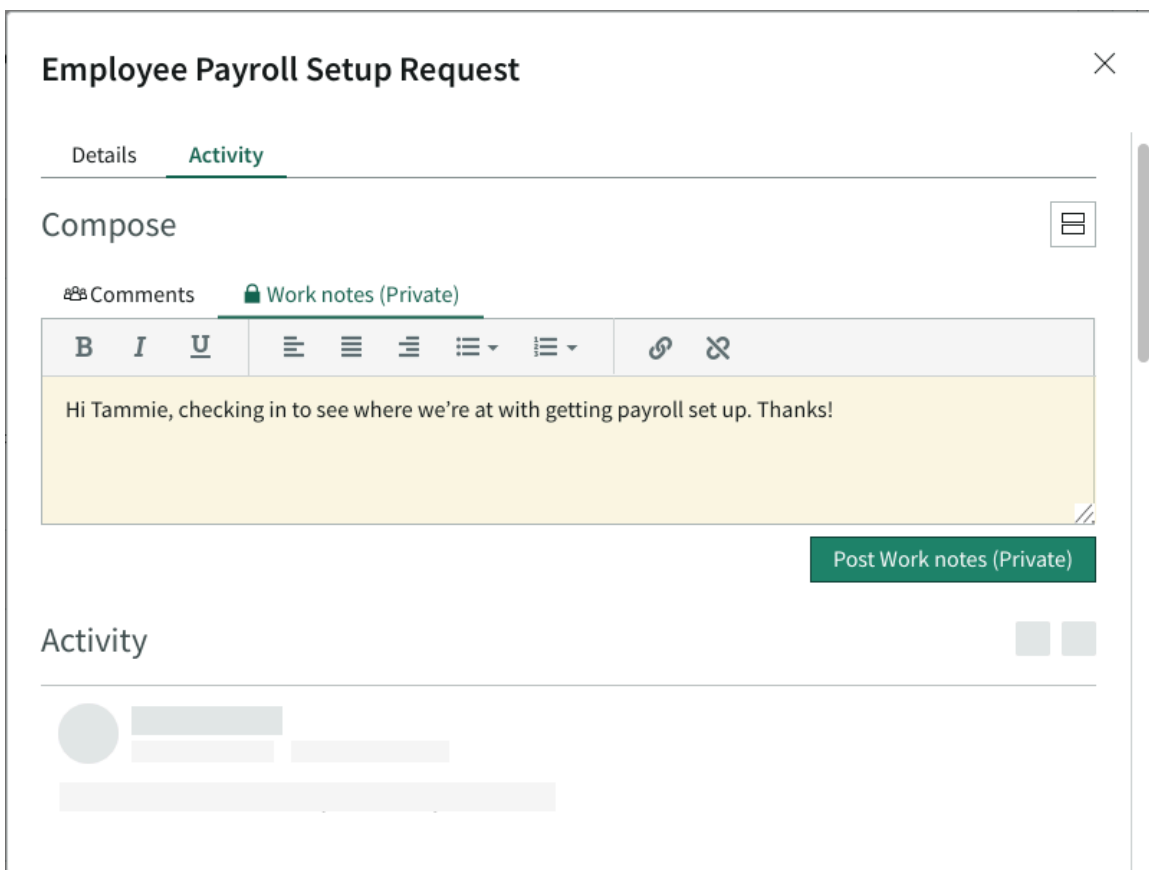 Employee Payroll Setup Request
Details Activity
Compose
Comments Work notes (Private)
B I U
Hi Tammie, checking in to see where we’re at with getting payroll set up. Thanks!
Post Work notes (Private)
Activity